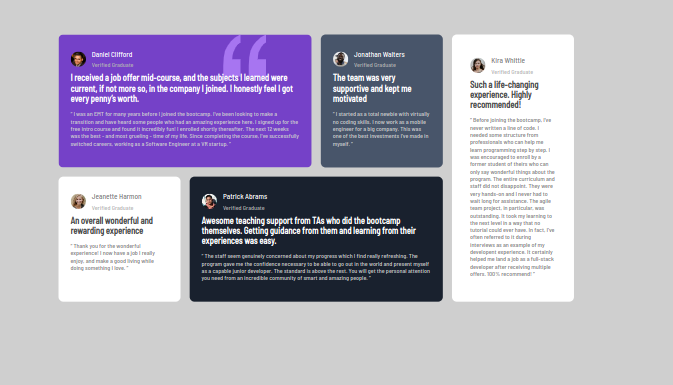 Daniel Clifford
Verified Graduate
I received a job offer mid-course, and the subjects I learned were
current, if not more so, in the company I joined. I honestly feel I got
every penny's worth.
" I was an EMT for many years before I joined the bootcamp. I've been looking to make a
transition and have heard some people who had an amazing experience here. I signed up for the
free intro course and found it incredibly fun! I enrolled shortly thereafter. The next 12 weeks
was the best - and most grueling - time of my life. Since completing the course, I've successfully
switched careers, working as a Software Engineer at a VR startup. "
Jonathan Walters
Verified Graduate
The team was very
supportive and kept me
motivated
" I started as a total newbie with virtually
no coding skills. I now work as a mobile
engineer for a big company. This was
one of the best investments I've made in
myself. "
Kira Whittle
Verified Graduate
Such a life-changing
experience. Highly
recommended!
" Before joining the bootcamp, I've
never written a line of code. I
needed some structure from
professionals who can help me
learn programming step by step. I
was encouraged to enroll by a
former student of theirs who can
only say wonderful things about the
program. The entire curriculum and
staff did not disappoint. They were
very hands-on and I never had to
wait long for assistance. The agile
team project, in particular, was
outstanding. It took my learning to
the next level in a way that no
tutorial could ever have. In fact, I've
often referred to it during
interviews as an example of my
developent experience. It certainly
helped me land a job as a full-stack
developer after receiving multiple
offers. 100% recommend! "
Jeanette Harmon
Verified Graduate
An overall wonderful and
rewarding experience
" Thank you for the wonderful
experience! I now have a job I really
enjoy, and make a good living while
doing something I love. "
Patrick Abrams
Verified Graduate
Awesome teaching support from TAs who did the bootcamp
themselves. Getting guidance from them and learning from their
experiences was easy.
" The staff seem genuinely concerned about my progress which I find really refreshing. The
program gave me the confidence necessary to be able to go out in the world and present myself
as a capable junior developer. The standard is above the rest. You will get the personal attention
you need from an incredible community of smart and amazing people. "